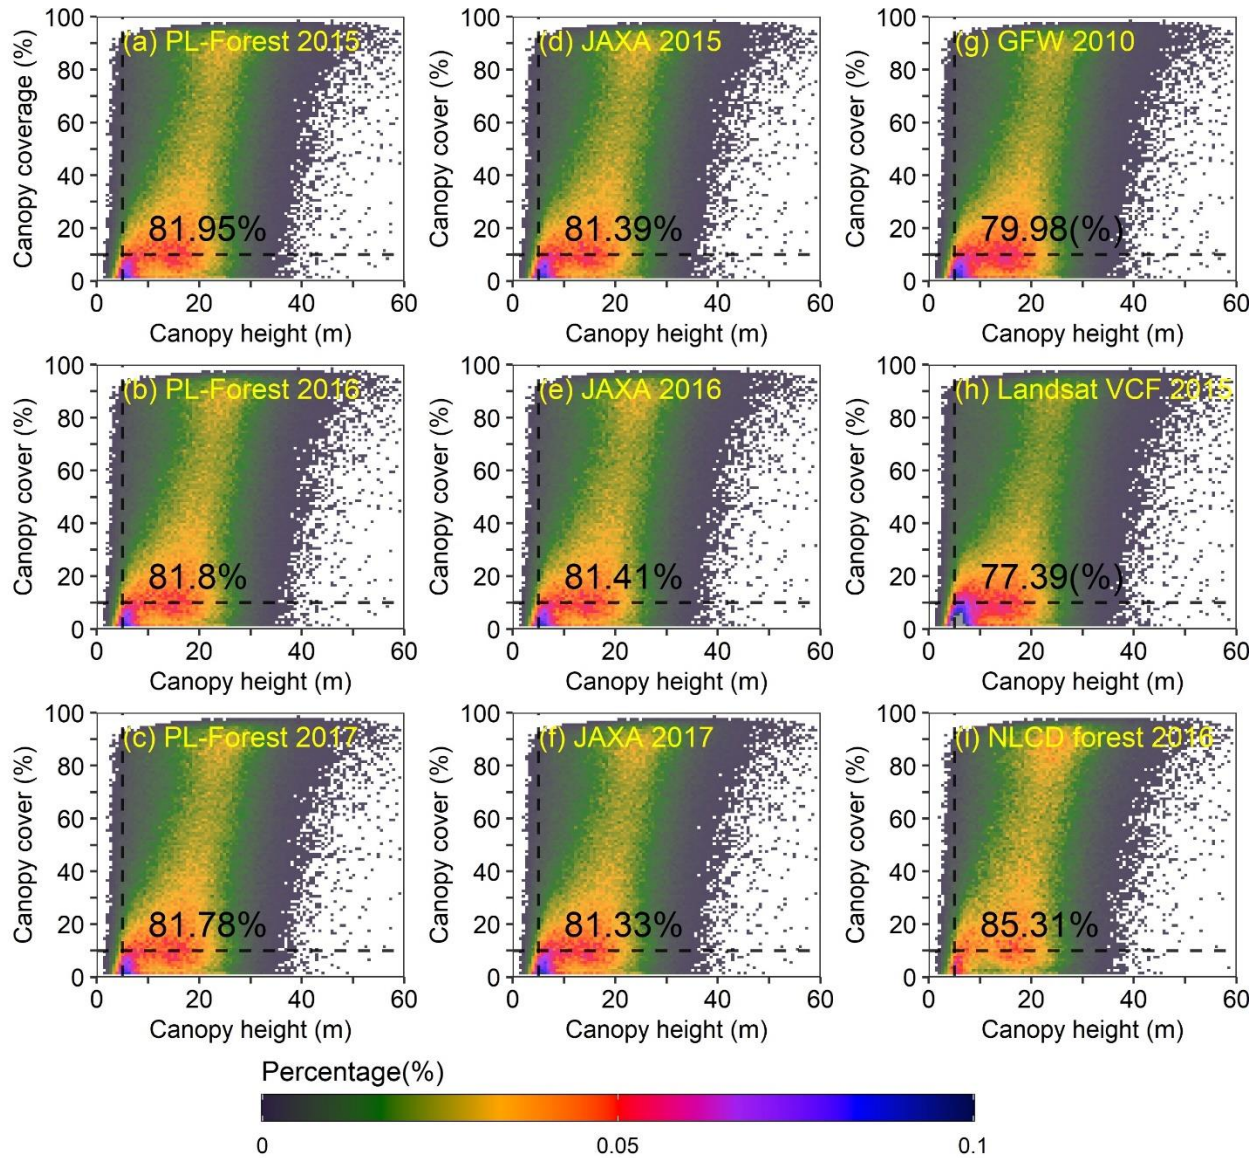 (a) PL-Forest 2015
Canopy coverage (%)
100
80
60
40
20
0
81.95%
0 20 40 60
Canopy height (m)
(d) JAXA 2015
Canopy cover (%)
100
80
60
40
20
0
81.39%
0 20 40 60
Canopy height (m)
(g) GFW 2010
Canopy cover (%)
100
80
60
40
20
0
79.98(%)
0 20 40 60
Canopy height (m)
(b) PL-Forest 2016
Canopy cover (%)
100
80
60
40
20
0
81.8%
0 20 40 60
Canopy height (m)
(e) JAXA 2016
Canopy cover (%)
100
80
60
40
20
0
81.41%
0 20 40 60
Canopy height (m)
(h) Landsat VCF 2015
Canopy cover (%)
100
80
60
40
20
0
77.39(%)
0 20 40 60
Canopy height (m)
(c) PL-Forest 2017
Canopy cover (%)
100
80
60
40
20
0
81.78%
0 20 40 60
Canopy height (m)
(f) JAXA 2017
Canopy cover (%)
100
80
60
40
20
0
81.33%
0 20 40 60
Canopy height (m)
(i) NLCD forest 2016
Canopy cover (%)
100
80
60
40
20
0
85.31%
0 20 40 60
Canopy height (m)
Percentage(%)
0 0.05 0.1